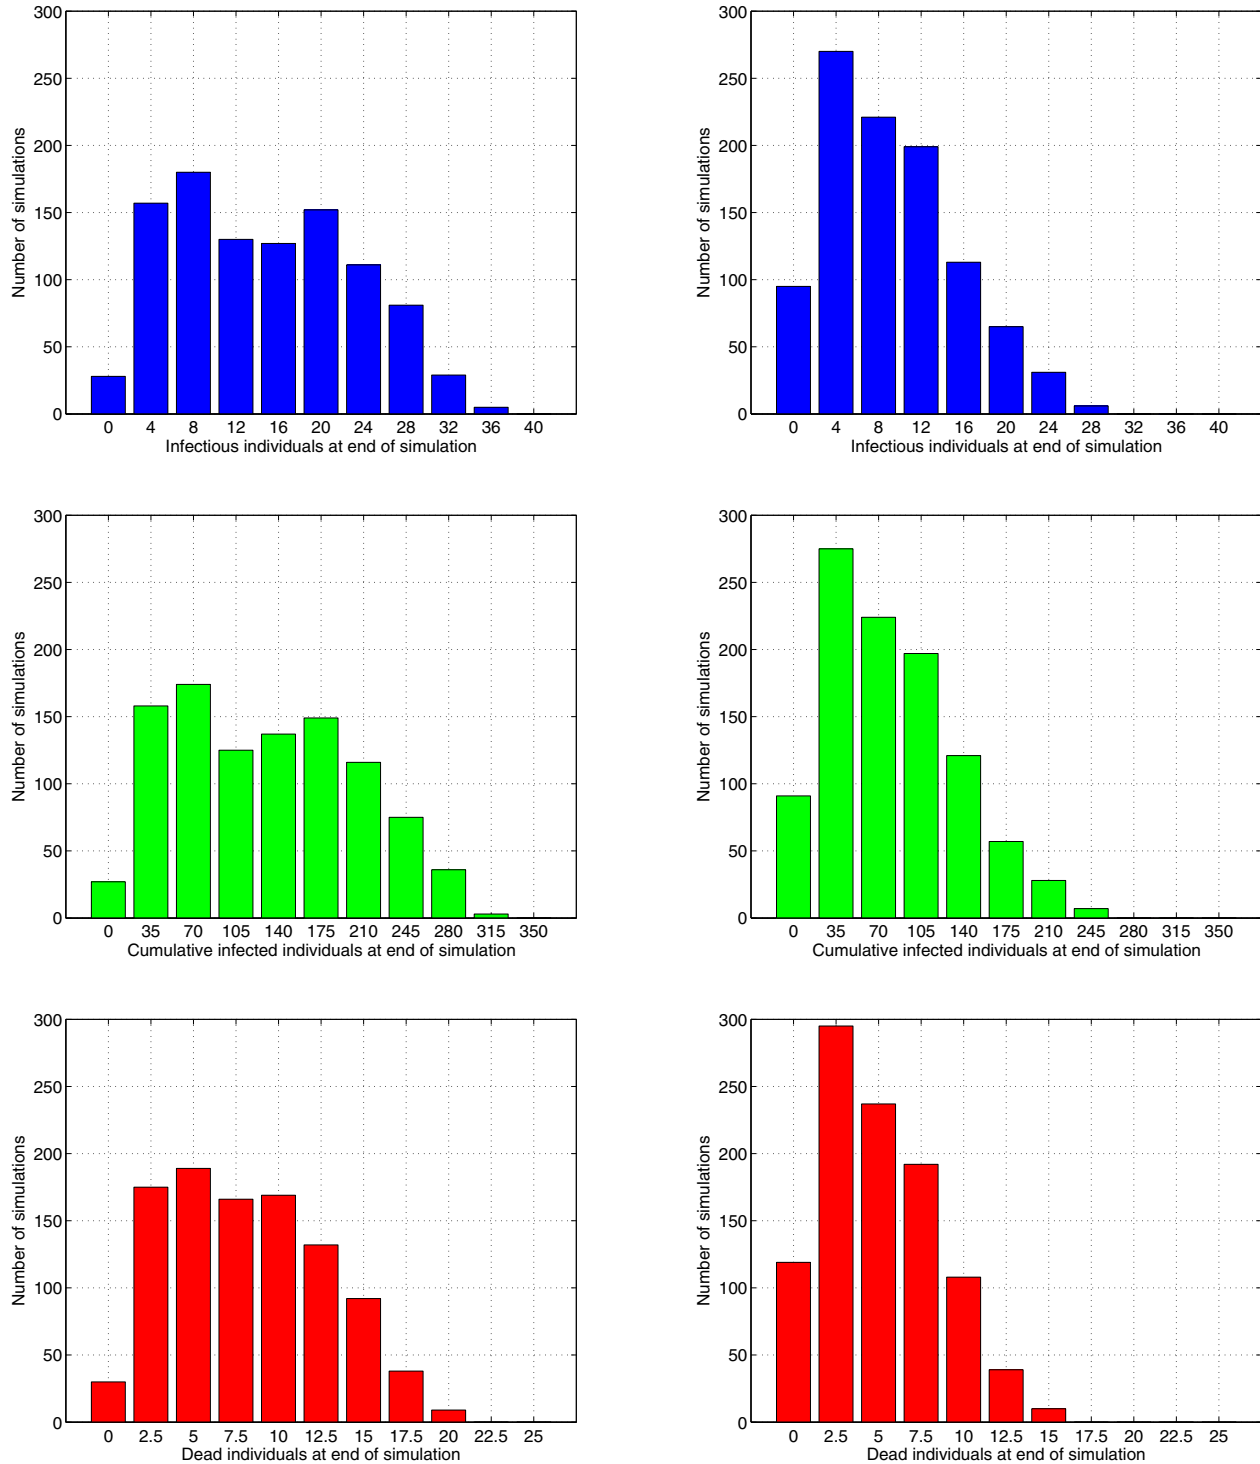 300
250
200
150
100
50
0
Number of simulations
0 4 8 12 16 20 24 28 32 36 40
Infectious individuals at end of simulation
300
250
200
150
100
50
0
Number of simulations
0 4 8 12 16 20 24 28 32 36 40
Infectious individuals at end of simulation
300
250
200
150
100
50
0
Number of simulations
0 35 70 105 140 175 210 245 280 315 350
Cumulative infected individuals at end of simulation
300
250
200
150
100
50
0
Number of simulations
0 35 70 105 140 175 210 245 280 315 350
Cumulative infected individuals at end of simulation
300
250
200
150
100
50
0
Number of simulations
0 2.5 5 7.5 10 12.5 15 17.5 20 22.5 25
Dead individuals at end of simulation
300
250
200
150
100
50
0
Number of simulations
0 2.5 5 7.5 10 12.5 15 17.5 20 22.5 25
Dead individuals at end of simulation